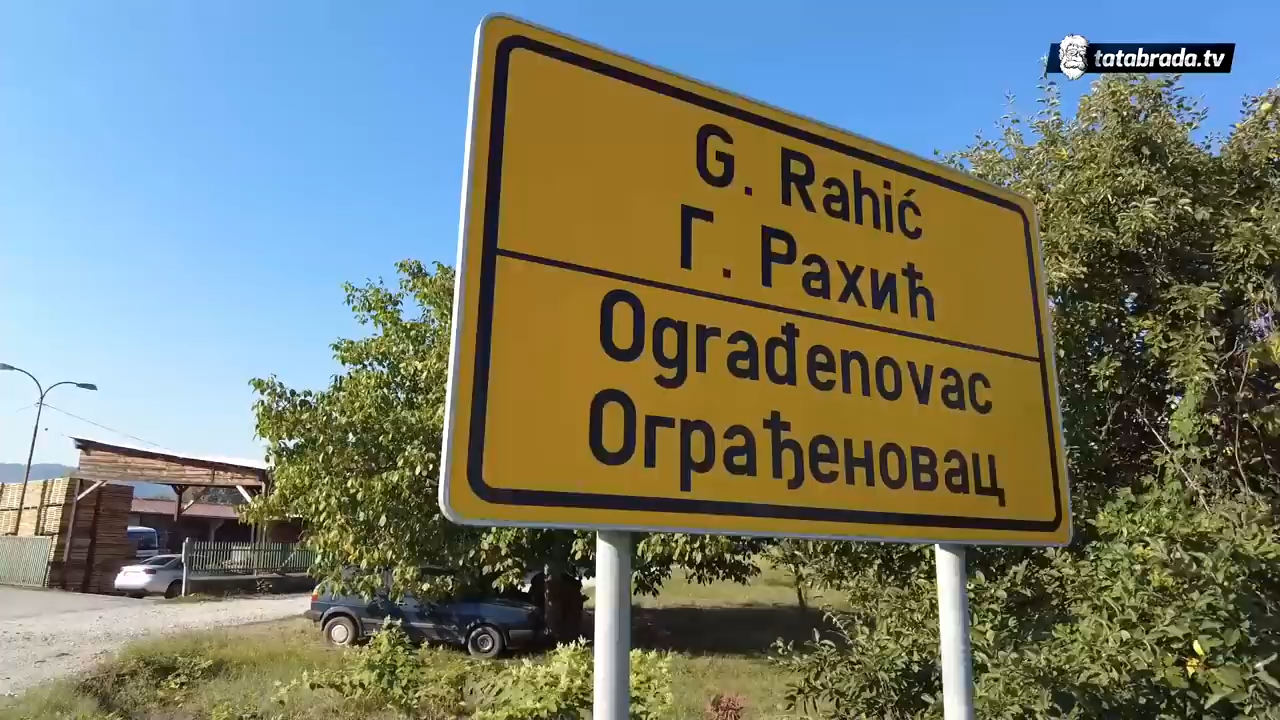 tatabrada.tv
G. Rahić
Г. Рахић
Ograđenovac
Ограђеновац